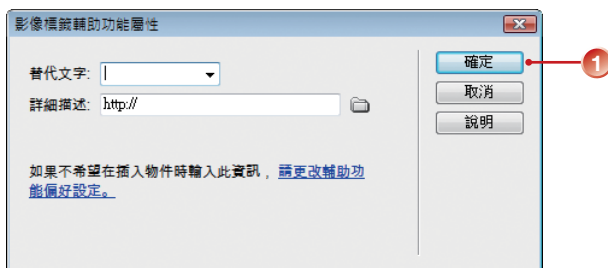 影像標籤輔助功能屬性
替代文字:
確定
1
詳細描述: http://
取消
說明
如果不希望在插入物件時輸入此資訊，請更改輔助功
能偏好設定。